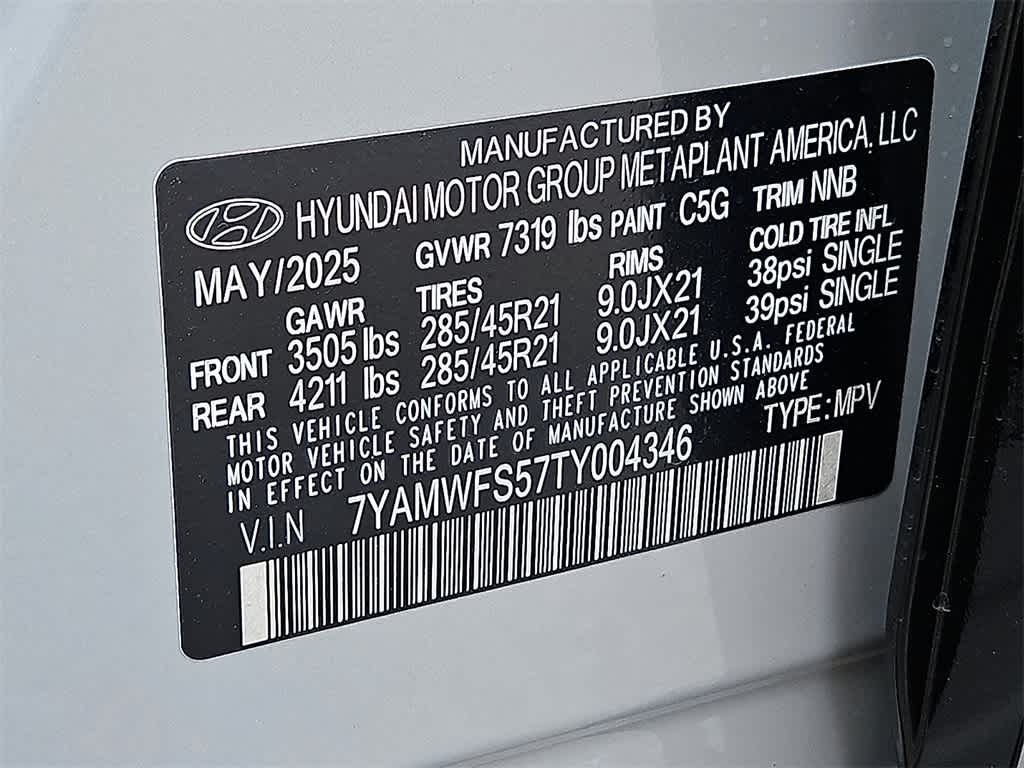 MANUFACTURED BY
HYUNDAI MOTOR GROUP METAPLANT AMERICA, LLC
MAY/2025 GVWR 7319 lbs PAINT C5G TRIM NNB
GAWR TIRES RIMS COLD TIRE INFL
FRONT 3505 lbs 285/45R21 9.0JX21 38psi SINGLE
REAR 4211 lbs 285/45R21 9.0JX21 39psi SINGLE
THIS VEHICLE CONFORMS TO ALL APPLICABLE U.S.A. FEDERAL
MOTOR VEHICLE SAFETY AND THEFT PREVENTION STANDARDS
IN EFFECT ON THE DATE OF MANUFACTURE SHOWN ABOVE
V.I.N 7YAMWFS57TY004346 TYPE: MPV